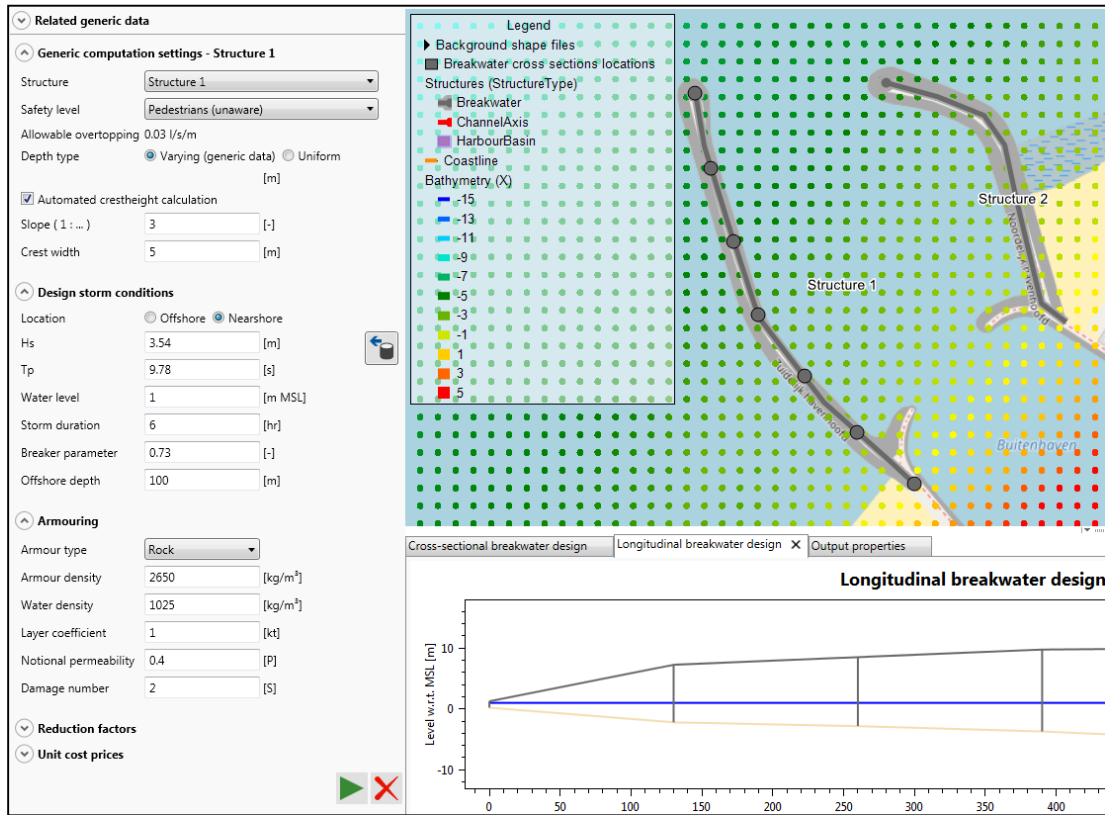 Related generic data
Generic computation settings - Structure 1
Structure Structure 1
Safety level Pedestrians (unaware)
Allowable overtopping 0.03 l/s/m
Depth type Varying (generic data) Uniform
[m]
Automated crestheight calculation
Slope ( 1 : ... ) 3 [-]
Crest width 5 [m]
Design storm conditions
Location Offshore Nearshore
Hs 3.54 [m]
Tp 9.78 [s]
Water level 1 [m MSL]
Storm duration 6 [hr]
Breaker parameter 0.73 [-]
Offshore depth 100 [m]
Armouring
Armour type Rock
Armour density 2650 [kg/m³]
Water density 1025 [kg/m³]
Layer coefficient 1 [kt]
Notional permeability 0.4 [P]
Damage number 2 [S]
Reduction factors
Unit cost prices
Legend
Background shape files
Breakwater cross sections locations
Structures (StructureType)
Breakwater
ChannelAxis
HarbourBasin
Coastline
Bathymetry (X)
-15
-13
-11
-9
-7
-5
-3
-1
1
3
5
Structure 1
Structure 2
Zuidelijk havenhoofd
Noordelijk havenhoofd
Buitenhaven
Cross-sectional breakwater design Longitudinal breakwater design X Output properties
Longitudinal breakwater design
Level w.r.t. MSL [m]
10
0
-10
0 50 100 150 200 250 300 350 400